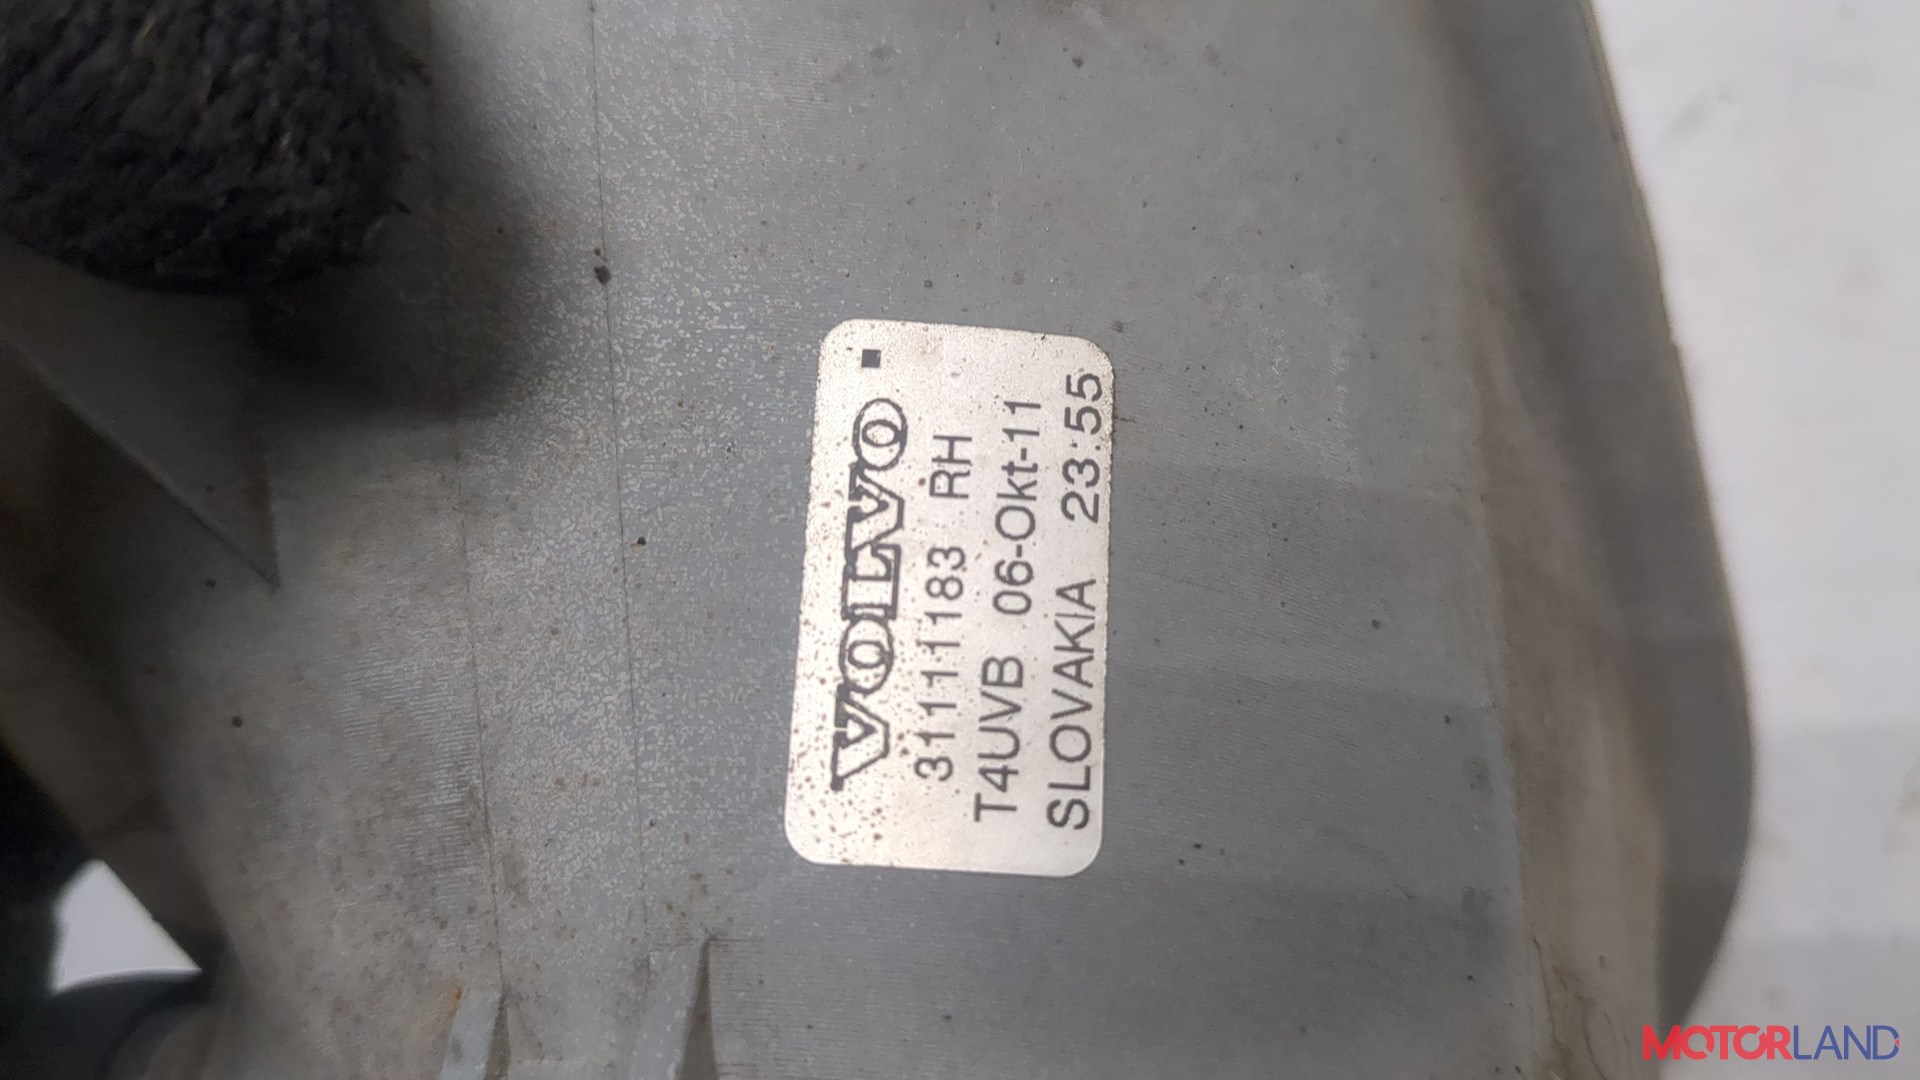 VOLVO
31111183 RH
T4UVB 06-Okt-11
SLOVAKIA 23:55
MOTORLAND